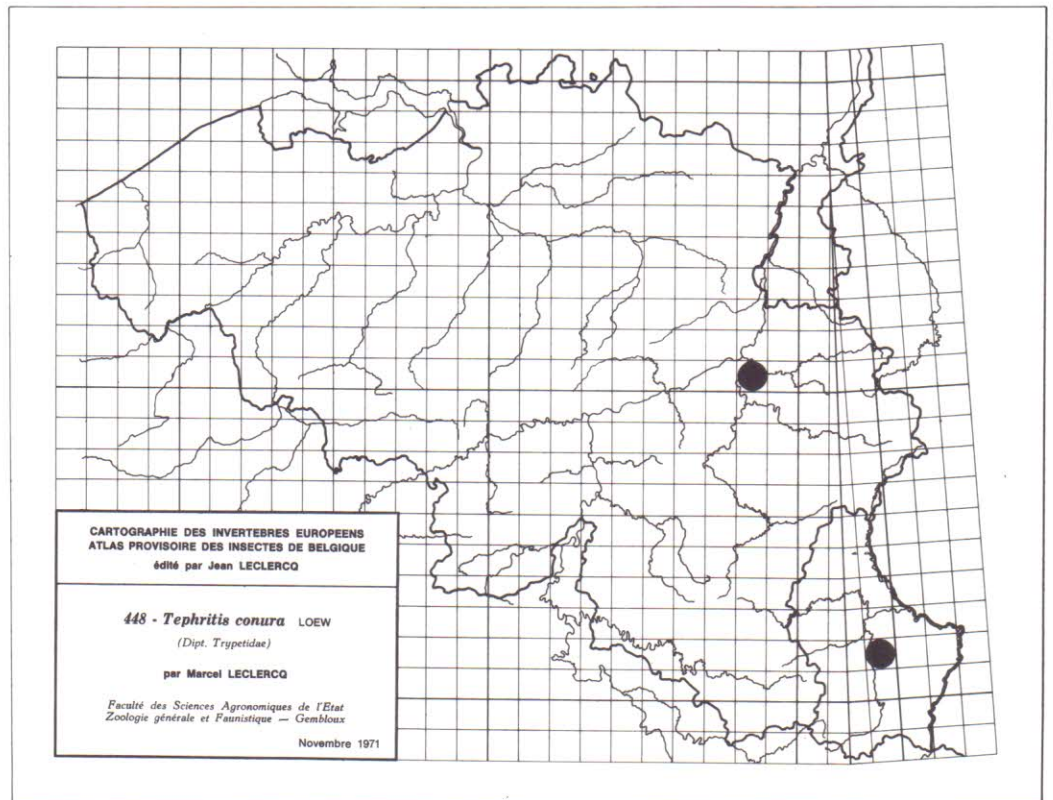 CARTOGRAPHIE DES INVERTEBRES EUROPEENS
ATLAS PROVISOIRE DES INSECTES DE BELGIQUE
édité par Jean LECLERCQ
448 - Tephritis conura LOEW
(Dipt. Trypetidae)
par Marcel LECLERCQ
Faculté des Sciences Agronomiques de l'Etat
Zoologie générale et Faunistique — Gembloux
Novembre 1971